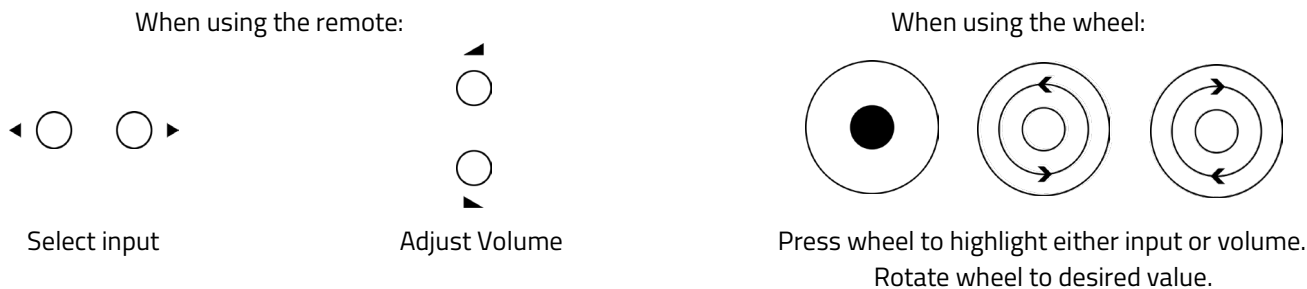 When using the remote:
When using the wheel:
Select input
Adjust Volume
Press wheel to highlight either input or volume.
Rotate wheel to desired value.